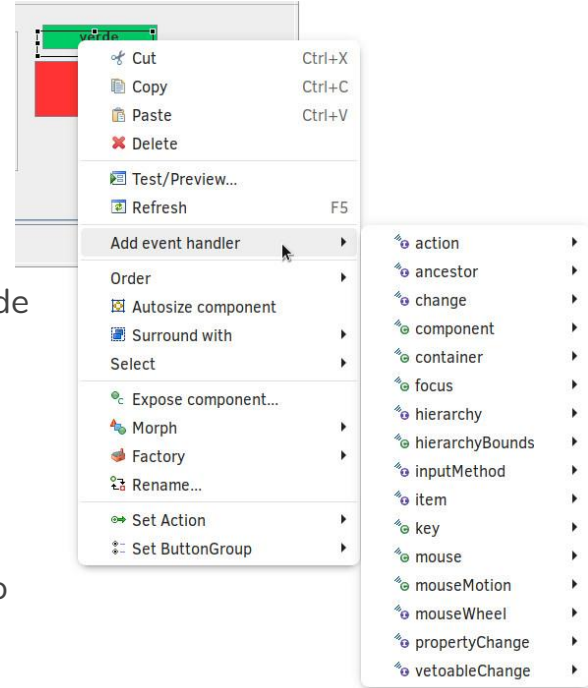 verde
Cut Ctrl+X
Copy Ctrl+C
Paste Ctrl+V
Delete
Test/Preview...
Refresh F5
Add event handler
Order
Autosize component
Surround with
Select
Expose component...
Morph
Factory
Rename...
Set Action
Set ButtonGroup
action
ancestor
change
component
container
focus
hierarchy
hierarchyBounds
inputMethod
item
key
mouse
mouseMotion
mouseWheel
propertyChange
vetoableChange
de